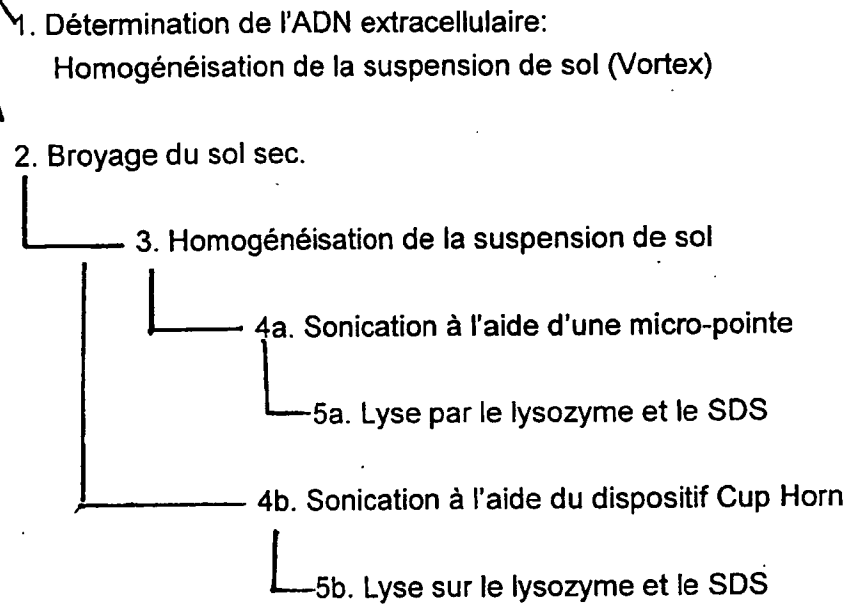 1. Détermination de l'ADN extracellulaire:
Homogénéisation de la suspension de sol (Vortex)
2. Broyage du sol sec.
3. Homogénéisation de la suspension de sol
4a. Sonication à l'aide d'une micro-pointe
5a. Lyse par le lysozyme et le SDS
4b. Sonication à l'aide du dispositif Cup Horn
5b. Lyse sur le lysozyme et le SDS